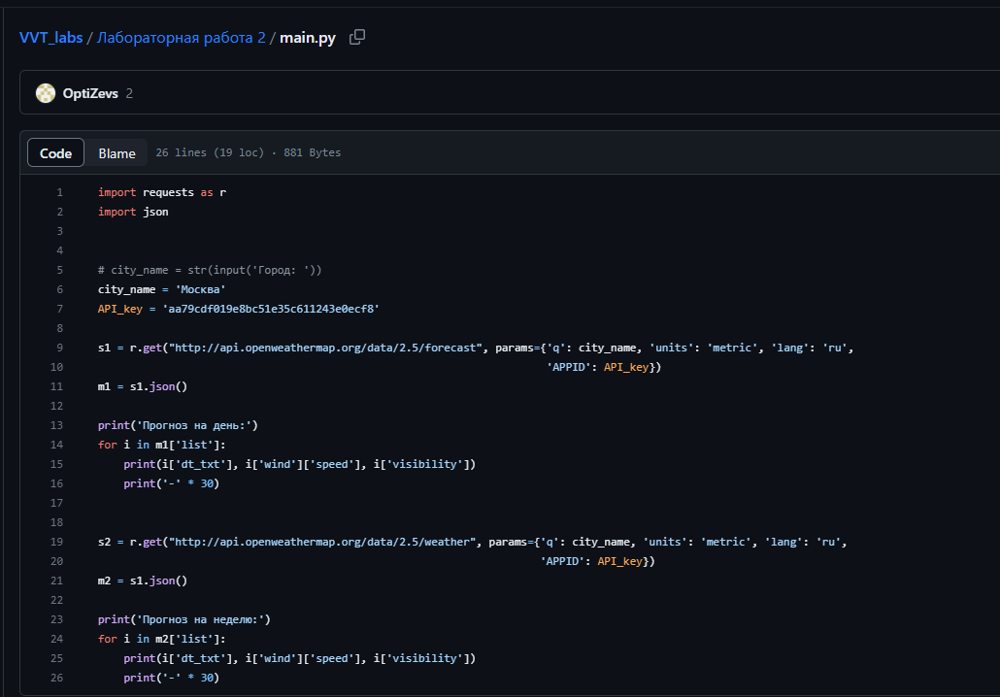 VVT_labs / Лабораторная работа 2 / main.py
OptiZevs 2
Code Blame 26 lines (19 loc) · 881 Bytes
1 import requests as r
2 import json
3
4
5 # city_name = str(input('Город: '))
6 city_name = 'Москва'
7 API_key = 'aa79cdf019e8bc51e35c611243e0ecf8'
8
9 s1 = r.get("http://api.openweathermap.org/data/2.5/forecast", params={'q': city_name, 'units': 'metric', 'lang': 'ru',
10 'APPID': API_key})
11 m1 = s1.json()
12
13 print('Прогноз на день:')
14 for i in m1['list']:
15 print(i['dt_txt'], i['wind']['speed'], i['visibility'])
16 print('-' * 30)
17
18
19 s2 = r.get("http://api.openweathermap.org/data/2.5/weather", params={'q': city_name, 'units': 'metric', 'lang': 'ru',
20 'APPID': API_key})
21 m2 = s1.json()
22
23 print('Прогноз на неделю:')
24 for i in m2['list']:
25 print(i['dt_txt'], i['wind']['speed'], i['visibility'])
26 print('-' * 30)